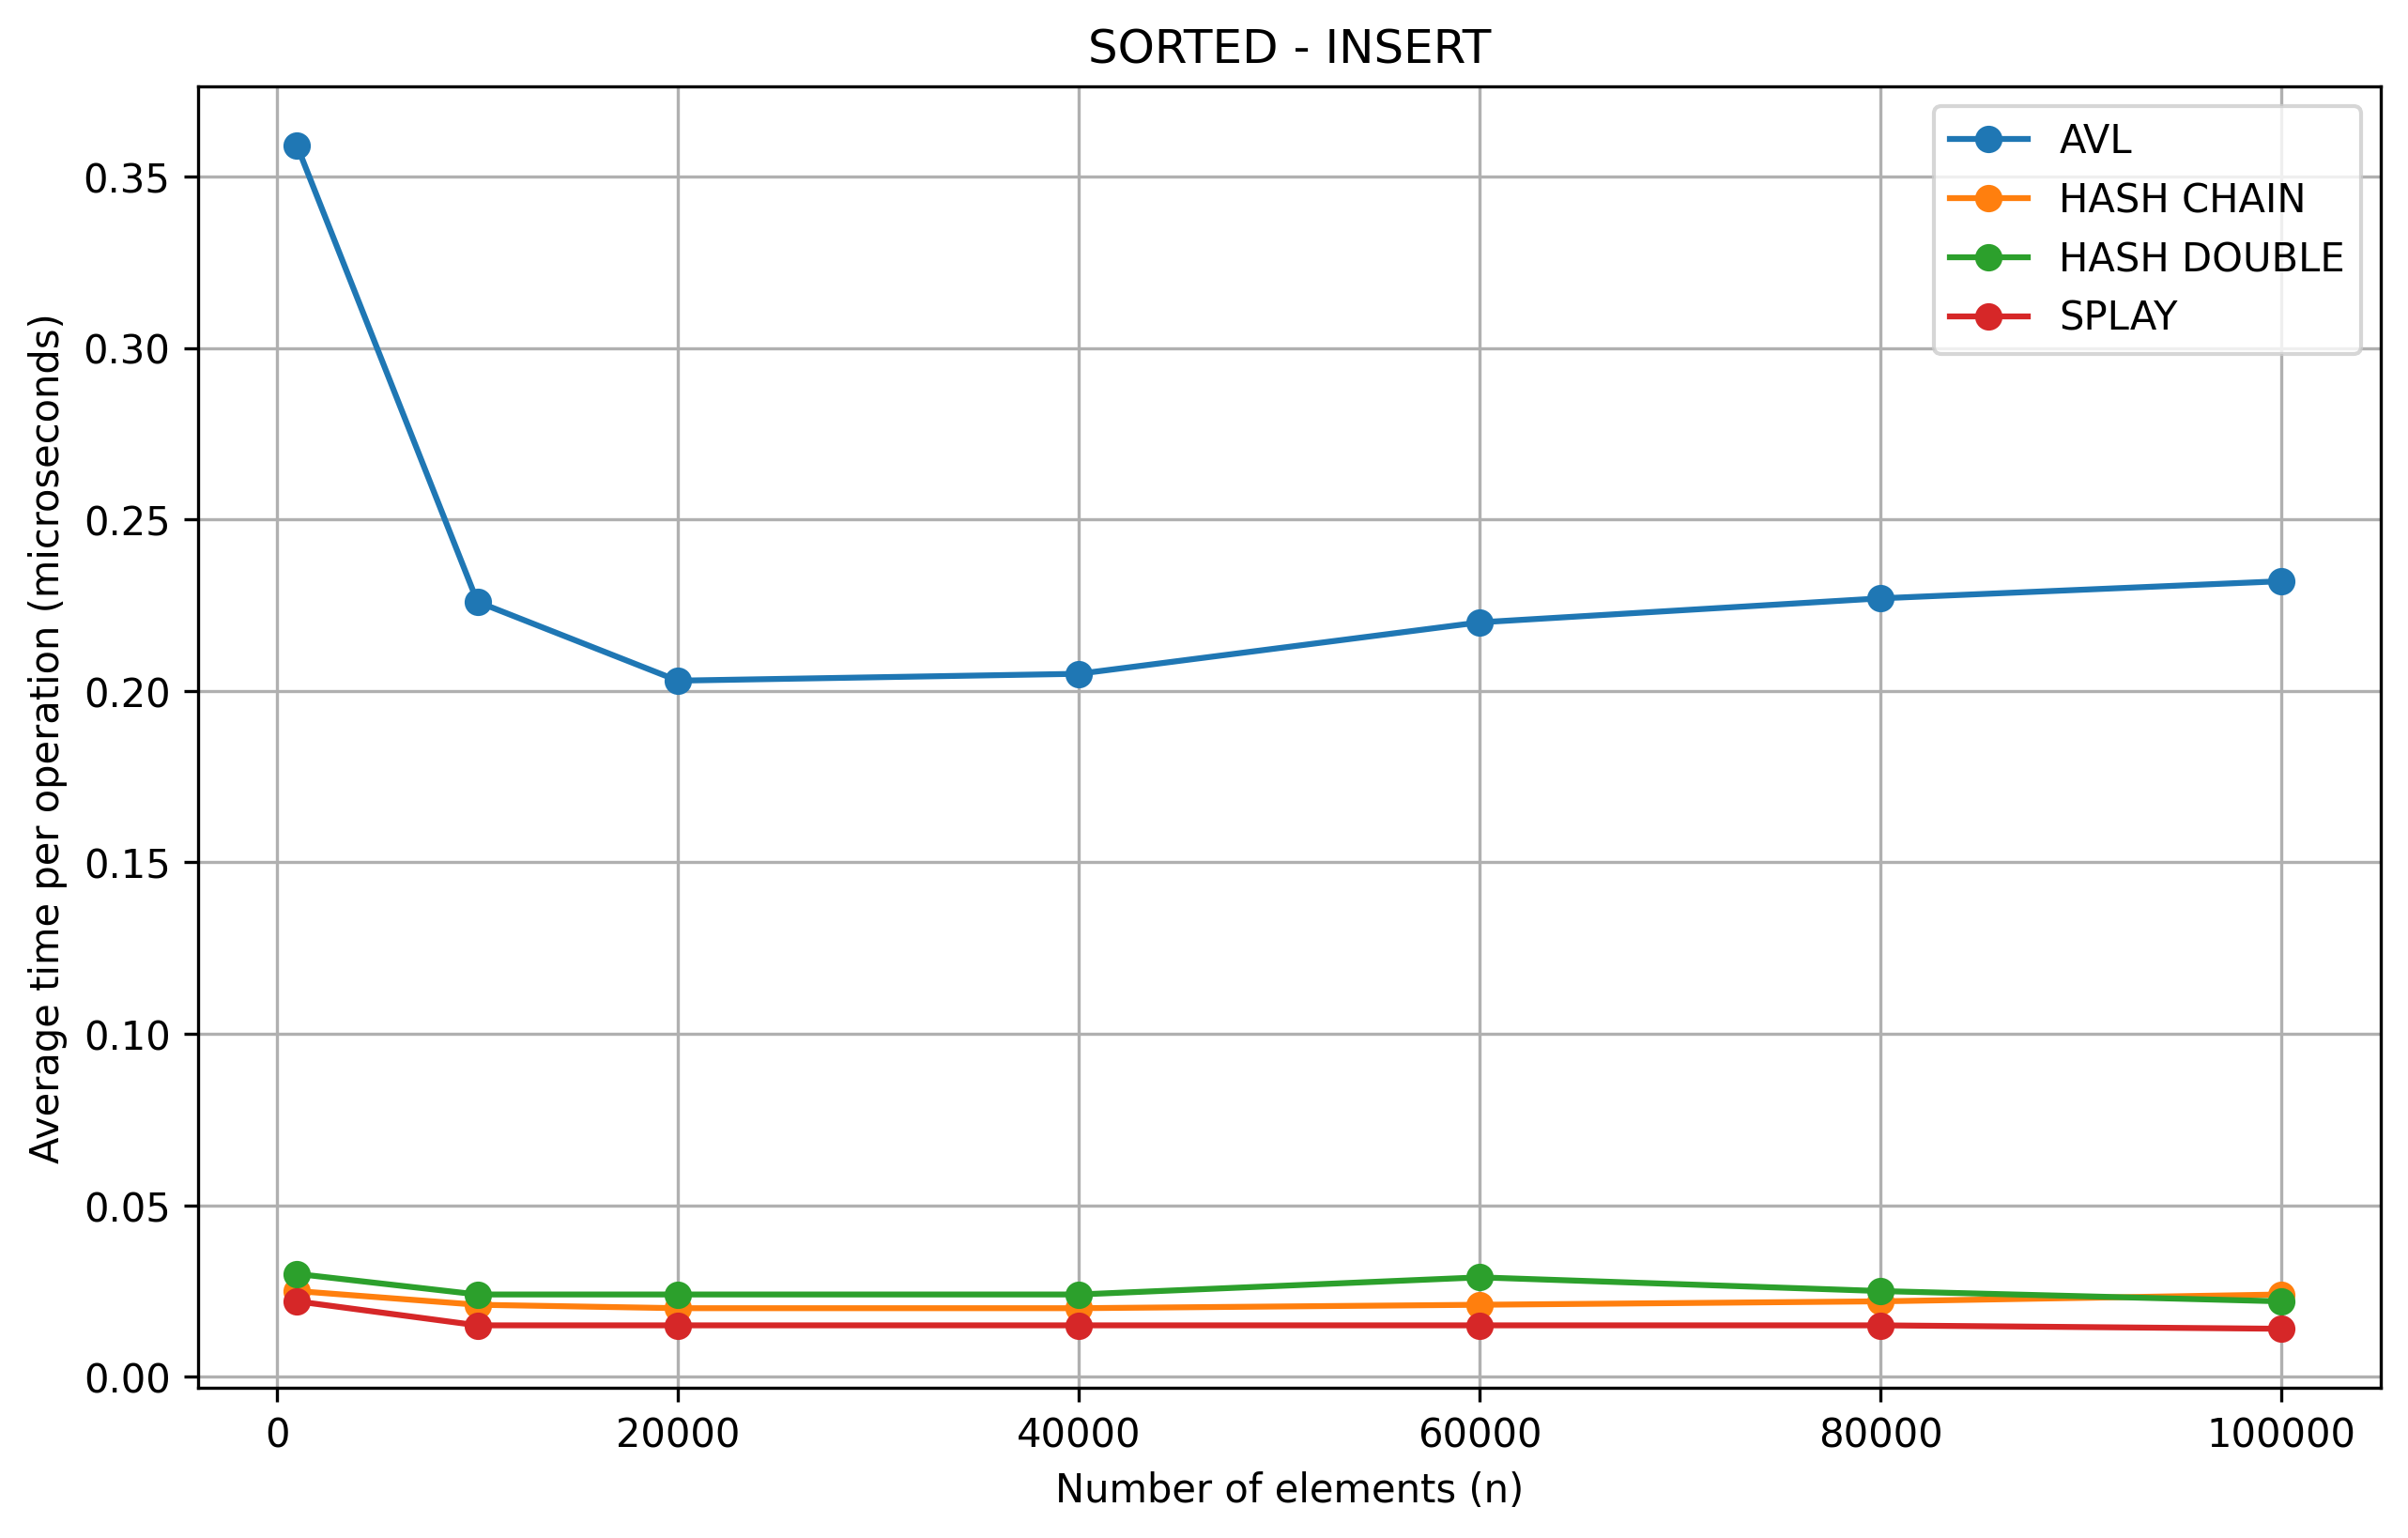 SORTED - INSERT
AVL
HASH CHAIN
HASH DOUBLE
SPLAY
Average time per operation (microseconds)
0.35
0.30
0.25
0.20
0.15
0.10
0.05
0.00
0 20000 40000 60000 80000 100000
Number of elements (n)